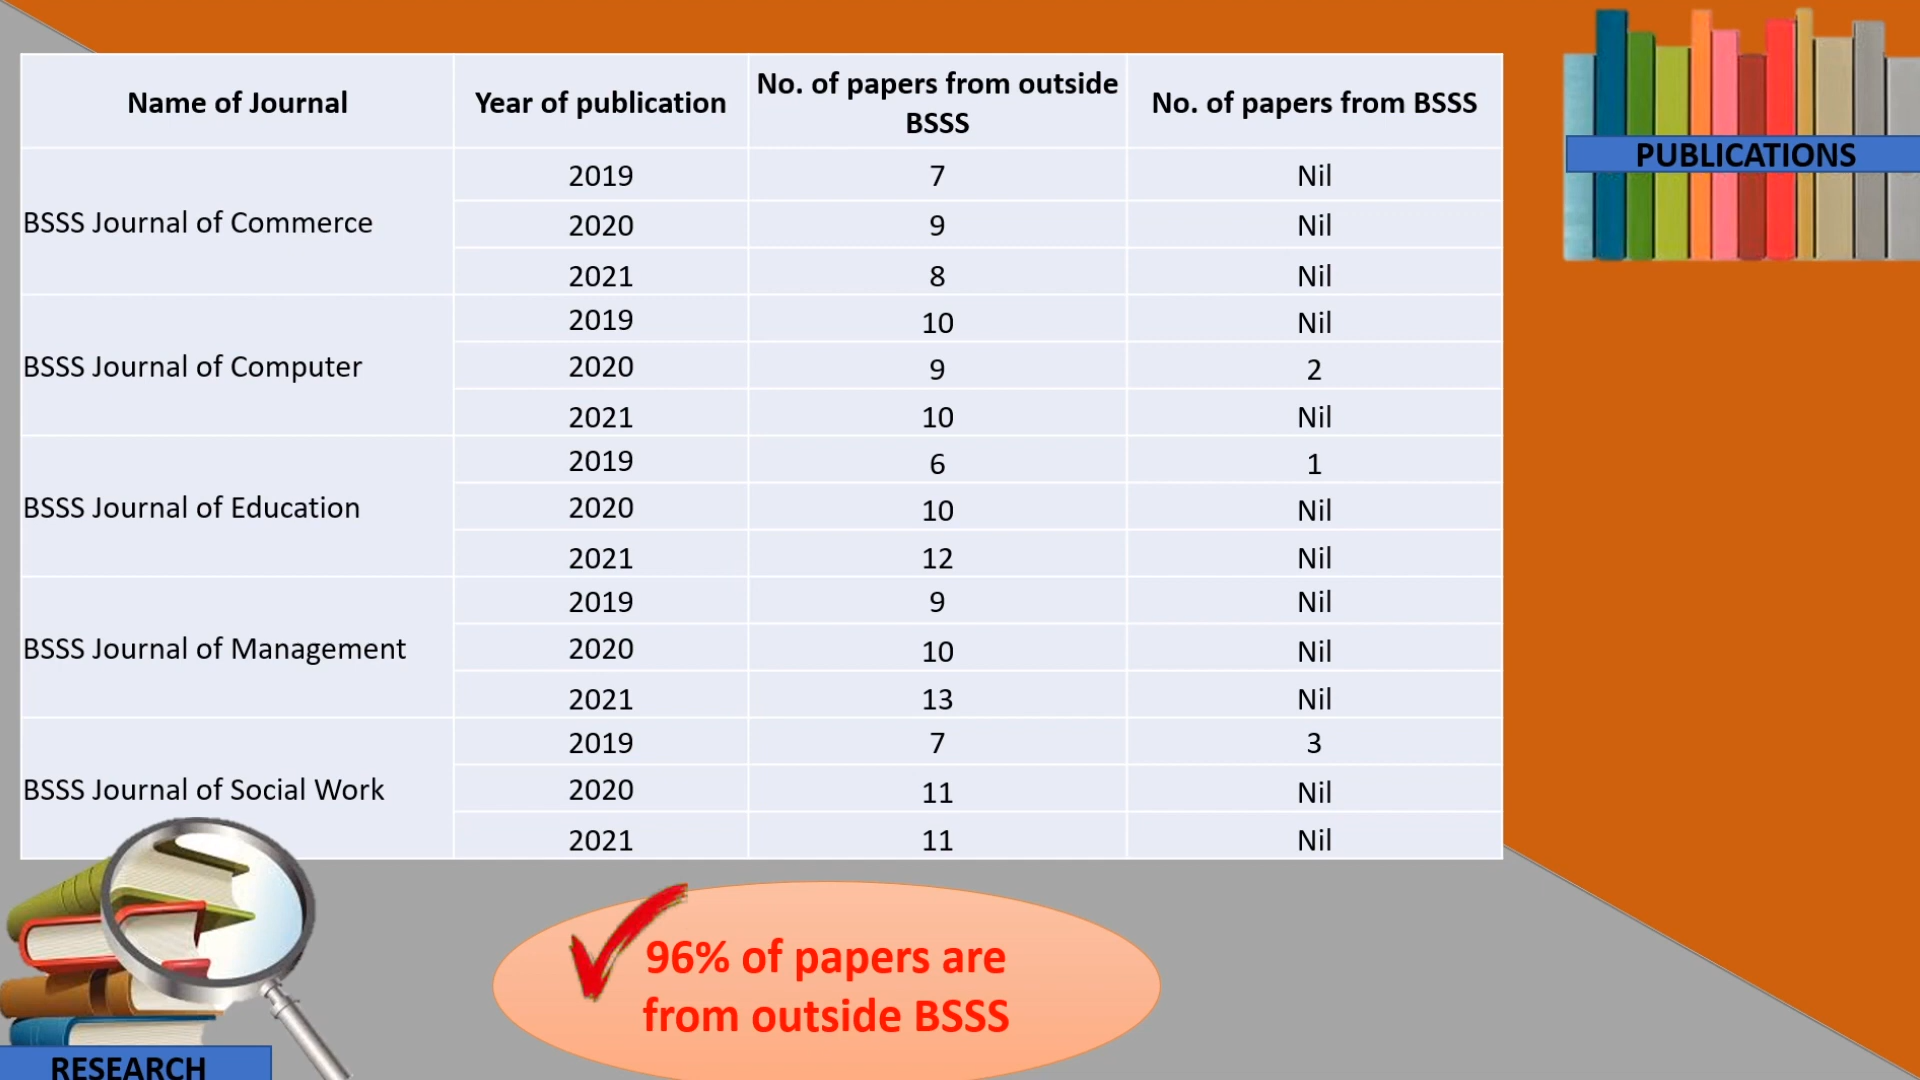 Name of Journal Year of publication No. of papers from outside BSSS No. of papers from BSSS
PUBLICATIONS
BSSS Journal of Commerce
2019 7 Nil
2020 9 Nil
2021 8 Nil
BSSS Journal of Computer
2019 10 Nil
2020 9 2
2021 10 Nil
BSSS Journal of Education
2019 6 1
2020 10 Nil
2021 12 Nil
BSSS Journal of Management
2019 9 Nil
2020 10 Nil
2021 13 Nil
BSSS Journal of Social Work
2019 7 3
2020 11 Nil
2021 11 Nil
96% of papers are
from outside BSSS
RESEARCH